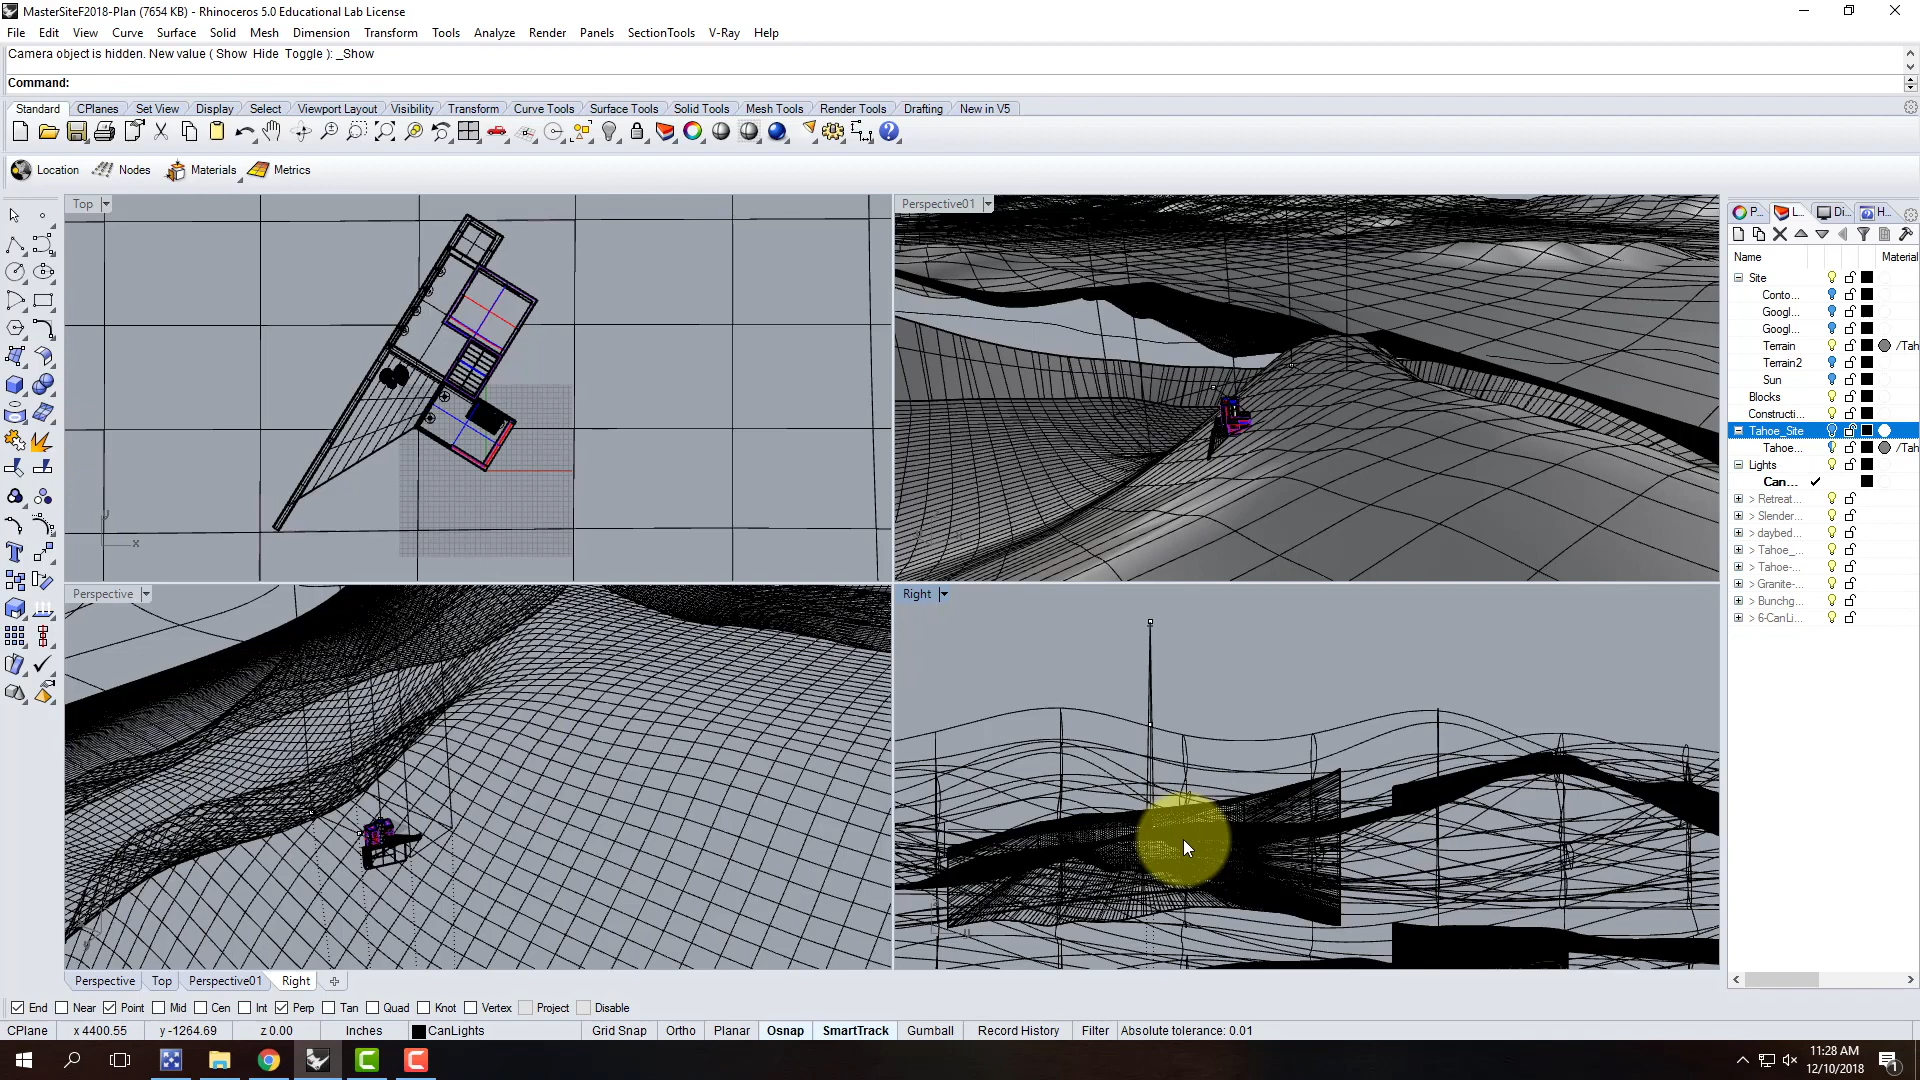 MasterSiteF2018-Plan (7654 KB) - Rhinoceros 5.0 Educational Lab License
File Edit View Curve Surface Solid Mesh Dimension Transform Tools Analyze Render Panels SectionTools V-Ray Help
Camera object is hidden. New value ( Show Hide Toggle ): _Show
Command:
Standard CPlanes Set View Display Select Viewport Layout Visibility Transform Curve Tools Surface Tools Solid Tools Mesh Tools Render Tools Drafting New in V5
Location Nodes Materials Metrics
Top
Perspective01
P... L... Di... H...
Name Material
Site
Conto...
Googl...
Googl...
Terrain /Tah
Terrain2
Sun
Blocks
Constructi...
Tahoe_Site
Tahoe... /Tah
Lights
Can...
> Retreat...
> Slender...
> daybed...
> Tahoe_...
> Tahoe-...
> Granite-...
> Bunchg...
> 6-CanLi...
x
Perspective
Right
Perspective Top Perspective01 Right
End Near Point Mid Cen Int Perp Tan Quad Knot Vertex Project Disable
CPlane x 4400.55 y -1264.69 z 0.00 Inches CanLights Grid Snap Ortho Planar Osnap SmartTrack Gumball Record History Filter Absolute tolerance: 0.01
11:28 AM
12/10/2018
1